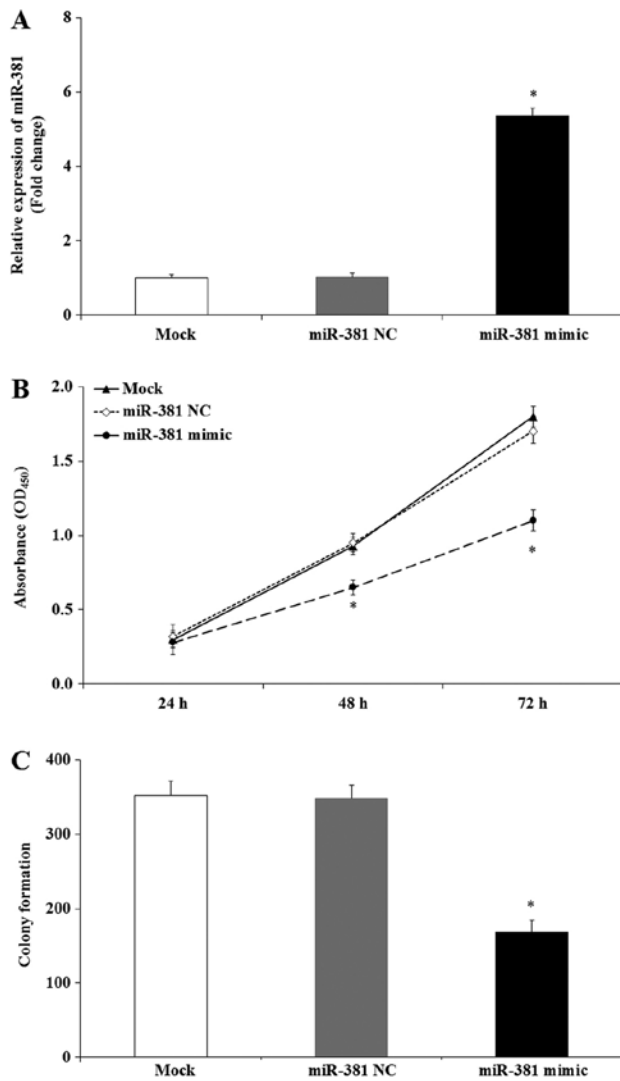 A
Relative expression of miR-381
(Fold change)
8
6
4
2
0
*
Mock
miR-381 NC
miR-381 mimic
B
Absorbance (OD450)
2.0
1.5
1.0
0.5
0.0
Mock
miR-381 NC
miR-381 mimic
*
*
24 h
48 h
72 h
C
Colony formation
400
300
200
100
0
*
Mock
miR-381 NC
miR-381 mimic